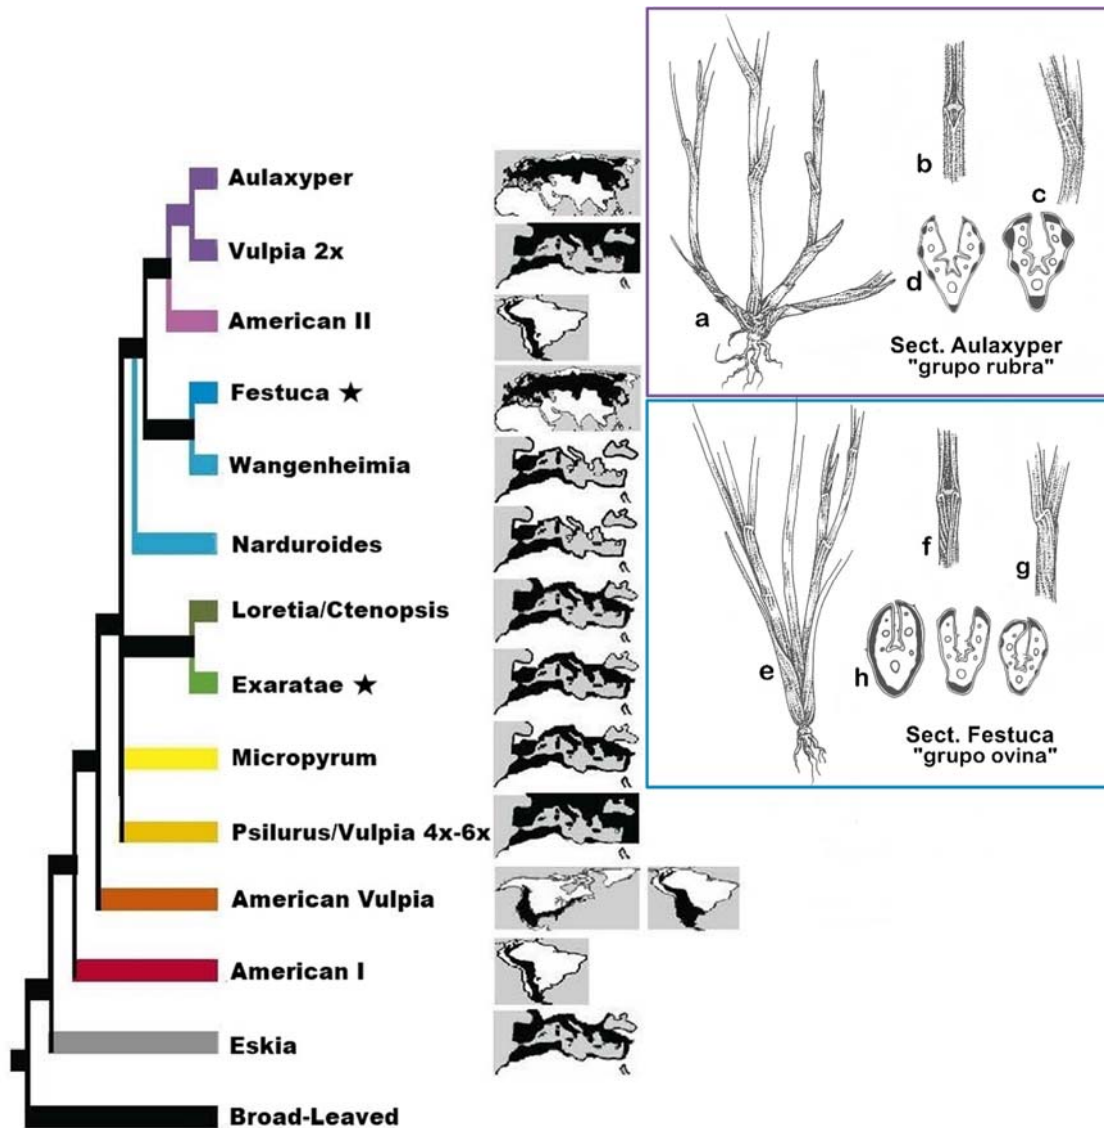 Aulaxyper
Vulpia 2x
American II
Festuca ★
Wangenheimia
Narduroides
Loretia/Ctenopsis
Exaratae ★
Micropyrum
Psilurus/Vulpia 4x-6x
American Vulpia
American I
Eskia
Broad-Leaved
a
b
c
d
Sect. Aulaxyper
"grupo rubra"
e
f
g
h
Sect. Festuca
"grupo ovina"